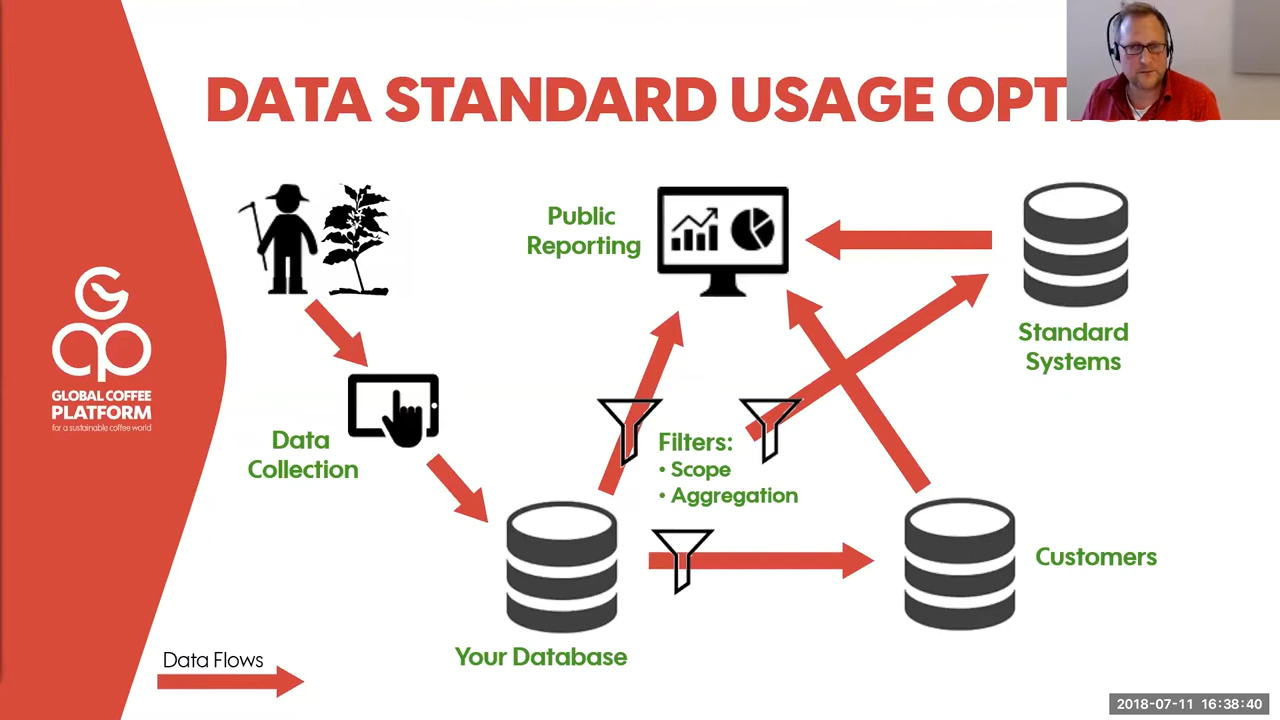 DATA STANDARD USAGE OPT
Public
Reporting
Standard
Systems
GLOBAL COFFEE
PLATFORM
for a sustainable coffee world
Data
Collection
Filters:
• Scope
• Aggregation
Customers
Your Database
Data Flows
2018-07-11 16:38:40